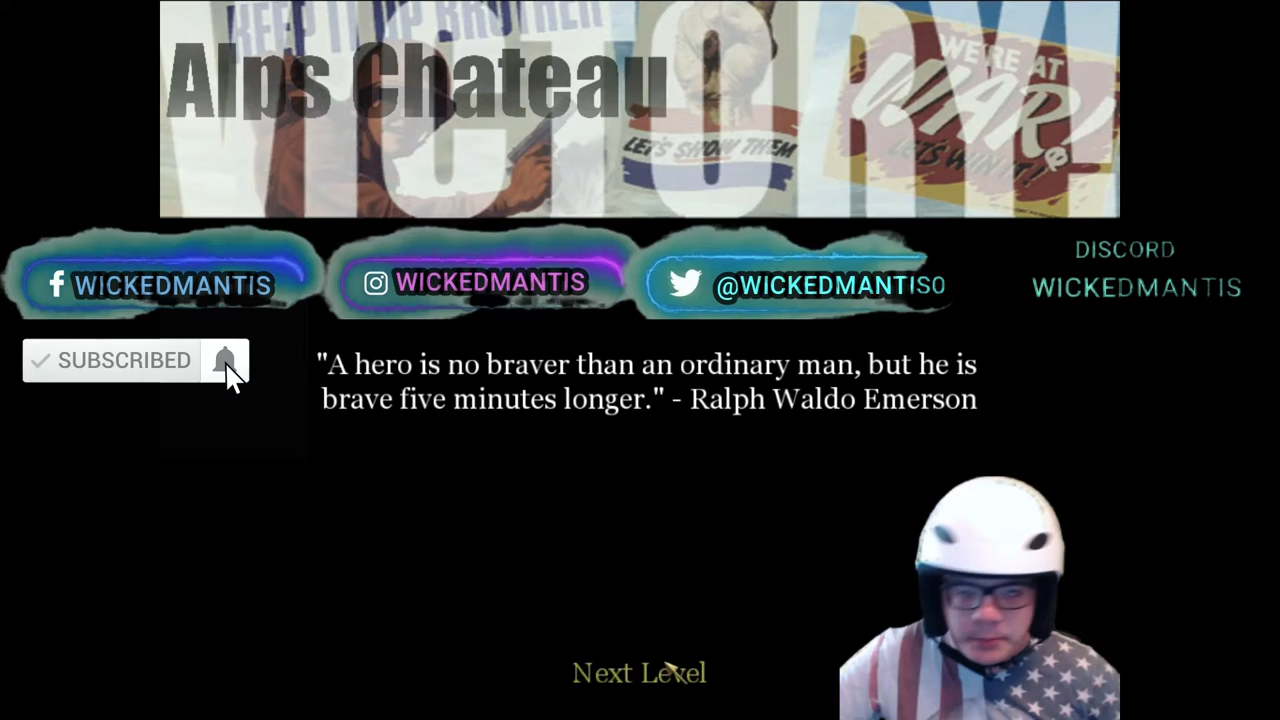 KEEP IT UP BROTHER
VICTORY
Alps Chateau
WE'RE AT
WAR!
LET'S SHOW THEM
LET'S WIN IT!
WICKEDMANTIS
WICKEDMANTIS
@WICKEDMANTISO
DISCORD
WICKEDMANTIS
SUBSCRIBED
"A hero is no braver than an ordinary man, but he is
brave five minutes longer." - Ralph Waldo Emerson
Next Level